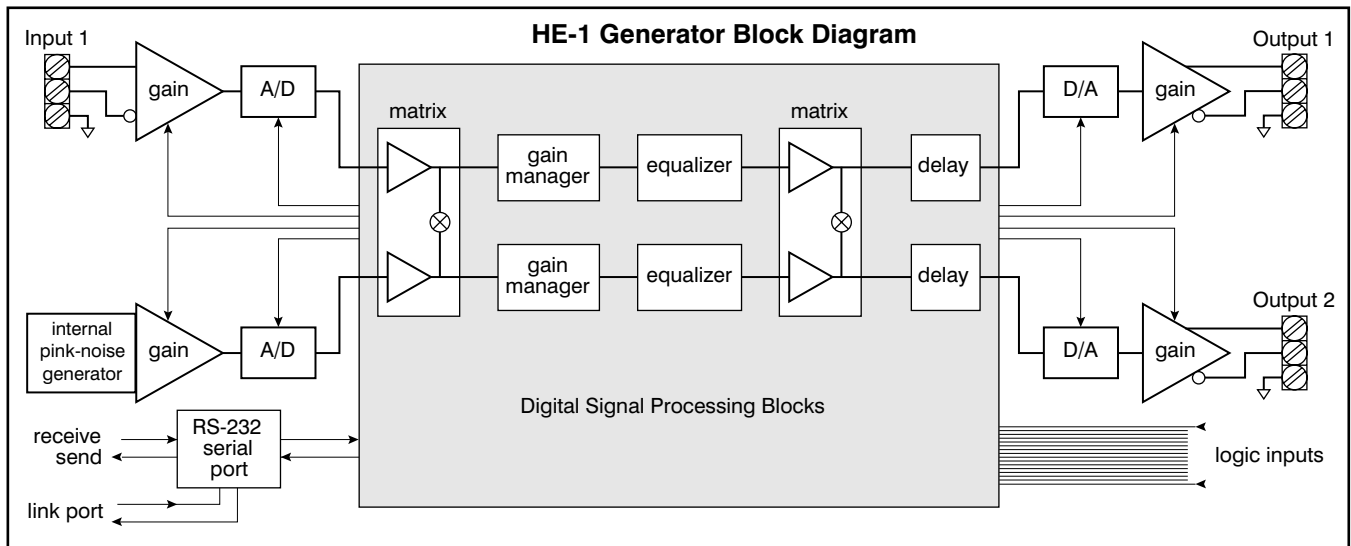 HE-1 Generator Block Diagram
Input 1
Output 1
gain
A/D
D/A
gain
matrix
matrix
gain
manager
equalizer
delay
gain
manager
equalizer
delay
Output 2
internal
pink-noise
generator
gain
A/D
D/A
gain
Digital Signal Processing Blocks
receive
send
RS-232
serial
port
link port
logic inputs